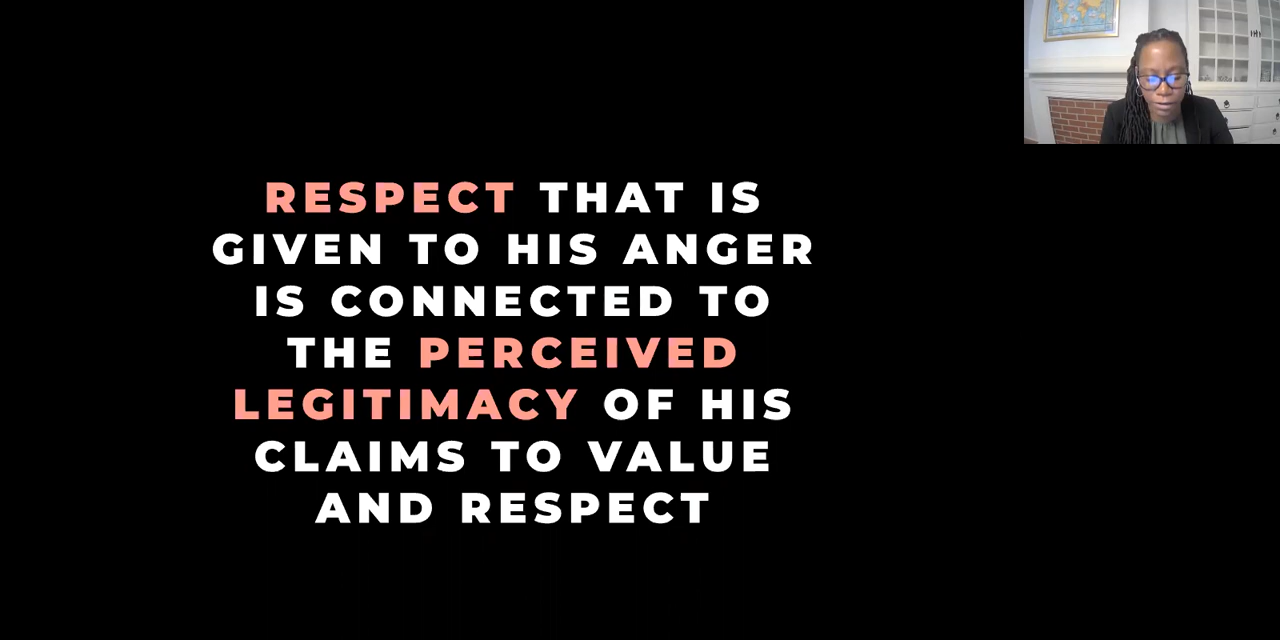 RESPECT THAT IS
GIVEN TO HIS ANGER
IS CONNECTED TO
THE PERCEIVED
LEGITIMACY OF HIS
CLAIMS TO VALUE
AND RESPECT